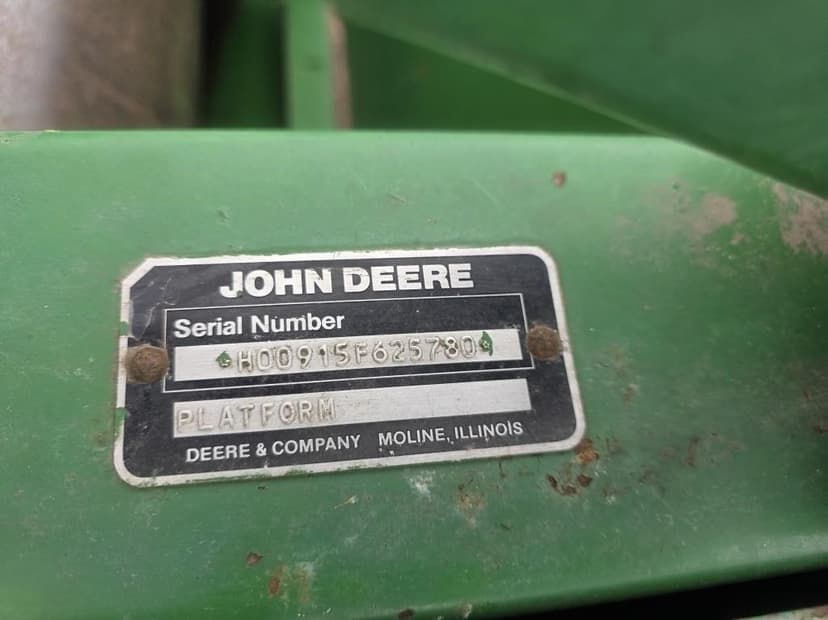 JOHN DEERE
Serial Number
H00915F625780
PLATFORM
DEERE & COMPANY MOLINE, ILLINOIS